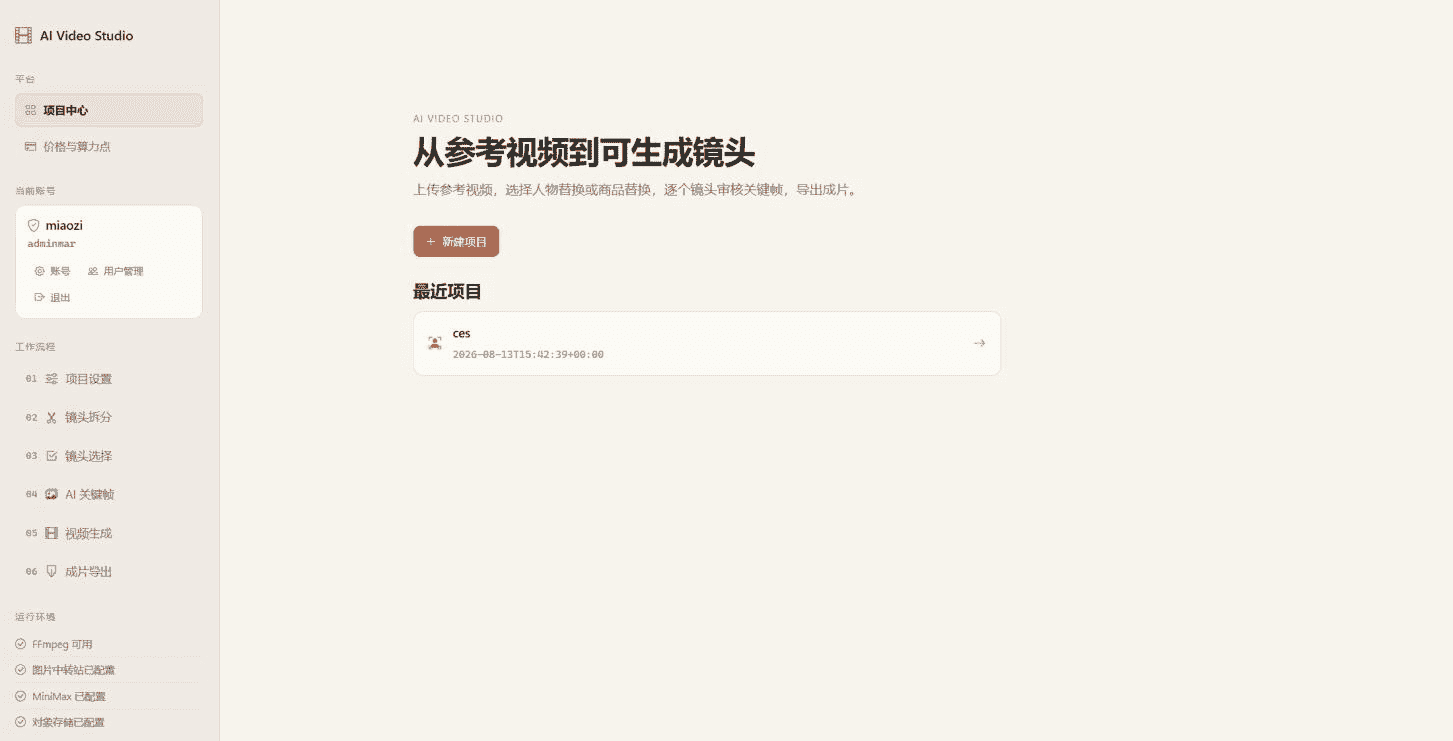 AI Video Studio
平台
项目中心
价格与算力点
当前账号
miaozi
adminmar
账号
用户管理
退出
工作流程
01 项目设置
02 镜头拆分
03 镜头选择
04 AI 关键帧
05 视频生成
06 成片导出
运行环境
FFmpeg 可用
图片中转站已配置
MiniMax 已配置
对象存储已配置
AI VIDEO STUDIO
从参考视频到可生成镜头
上传参考视频，选择人物替换或商品替换，逐个镜头审核关键帧，导出成片。
+ 新建项目
最近项目
ces
2026-08-13T15:42:39+00:00